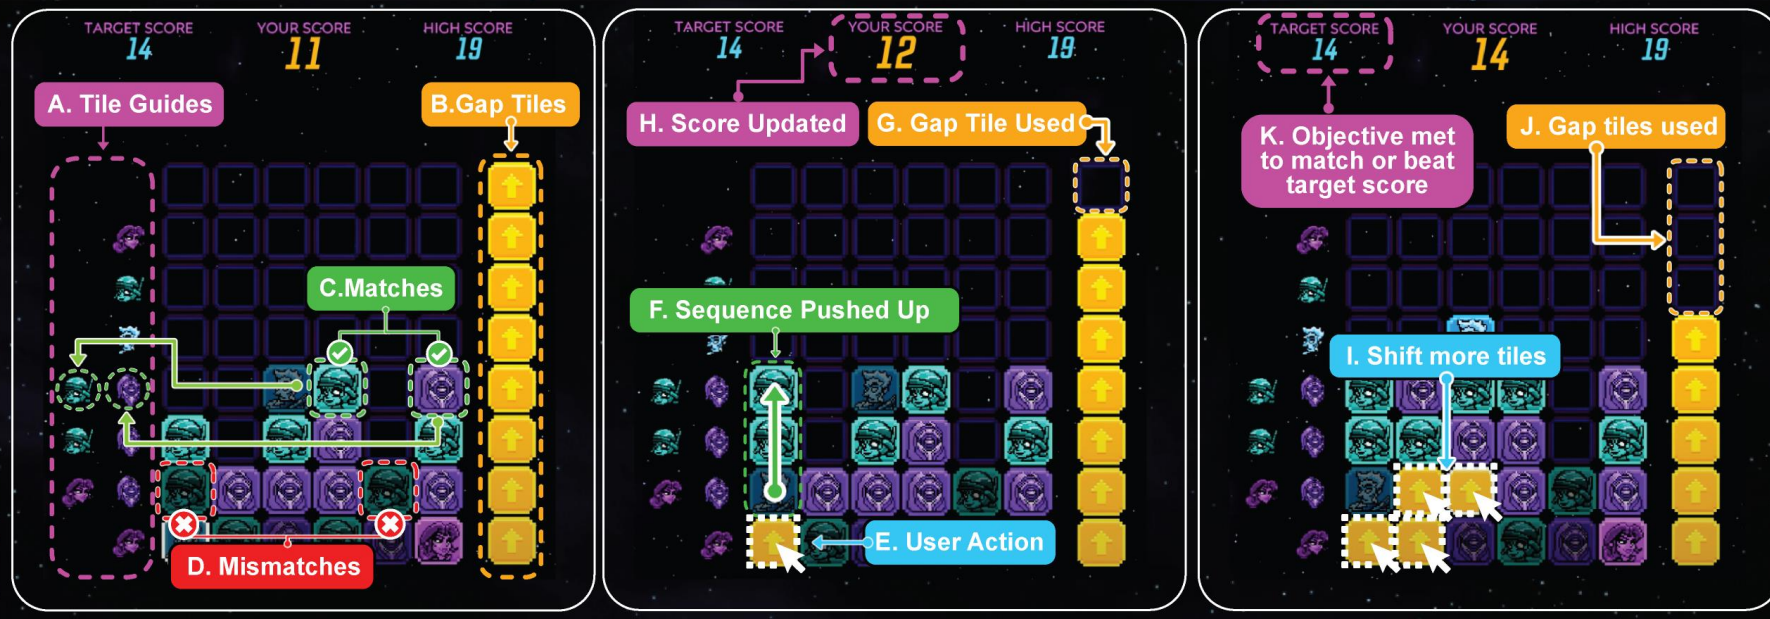 TARGET SCORE
14
YOUR SCORE
11
HIGH SCORE
19
A. Tile Guides
B.Gap Tiles
C.Matches
D. Mismatches
TARGET SCORE
14
YOUR SCORE
12
HIGH SCORE
19
H. Score Updated
G. Gap Tile Used
F. Sequence Pushed Up
E. User Action
TARGET SCORE
14
YOUR SCORE
14
HIGH SCORE
19
K. Objective met
to match or beat
target score
J. Gap tiles used
I. Shift more tiles